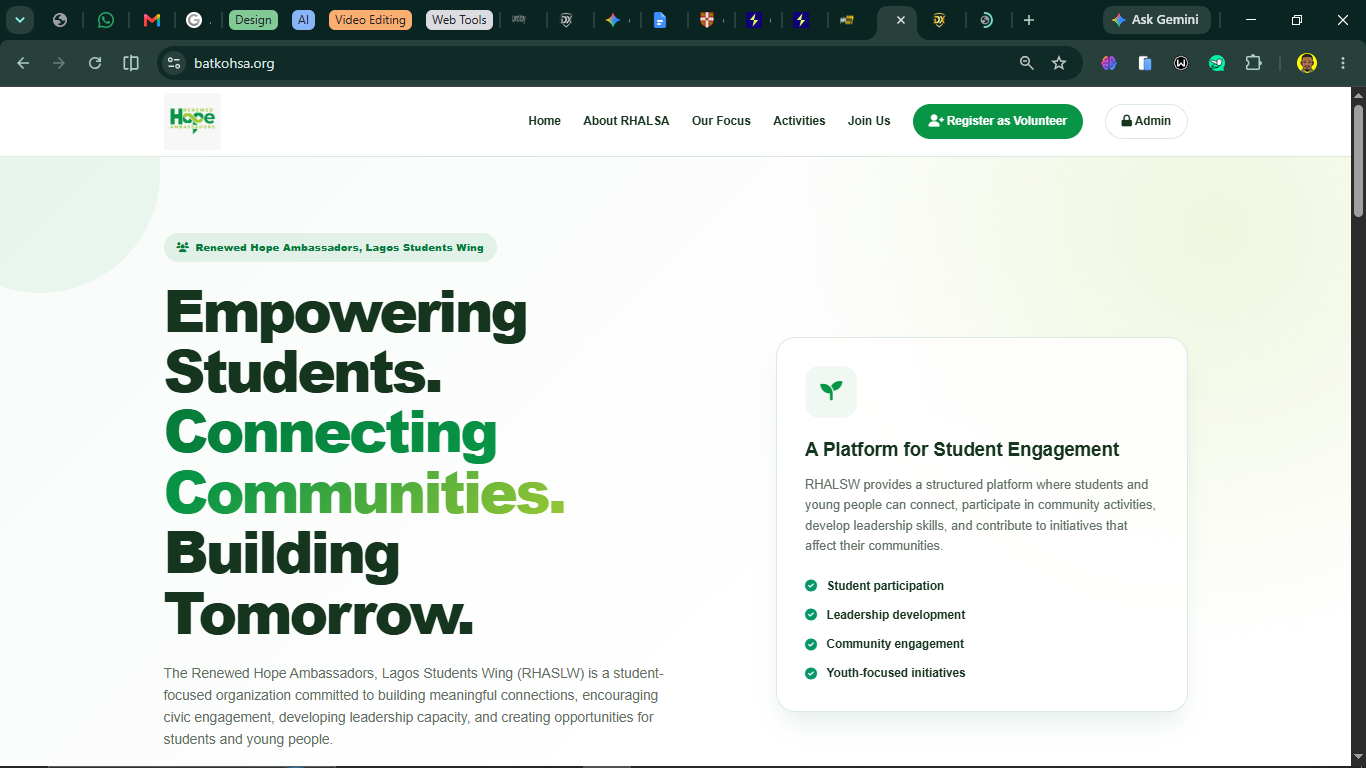 Design
AI
Video Editing
Web Tools
Ask Gemini
batkohsa.org
RENEWED
Hope
AMBASSADORS
Home
About RHALSA
Our Focus
Activities
Join Us
Register as Volunteer
Admin
Renewed Hope Ambassadors, Lagos Students Wing
Empowering
Students.
Connecting
Communities.
Building
Tomorrow.
The Renewed Hope Ambassadors, Lagos Students Wing (RHASLW) is a student-
focused organization committed to building meaningful connections, encouraging
civic engagement, developing leadership capacity, and creating opportunities for
students and young people.
A Platform for Student Engagement
RHALSW provides a structured platform where students and
young people can connect, participate in community activities,
develop leadership skills, and contribute to initiatives that
affect their communities.
Student participation
Leadership development
Community engagement
Youth-focused initiatives